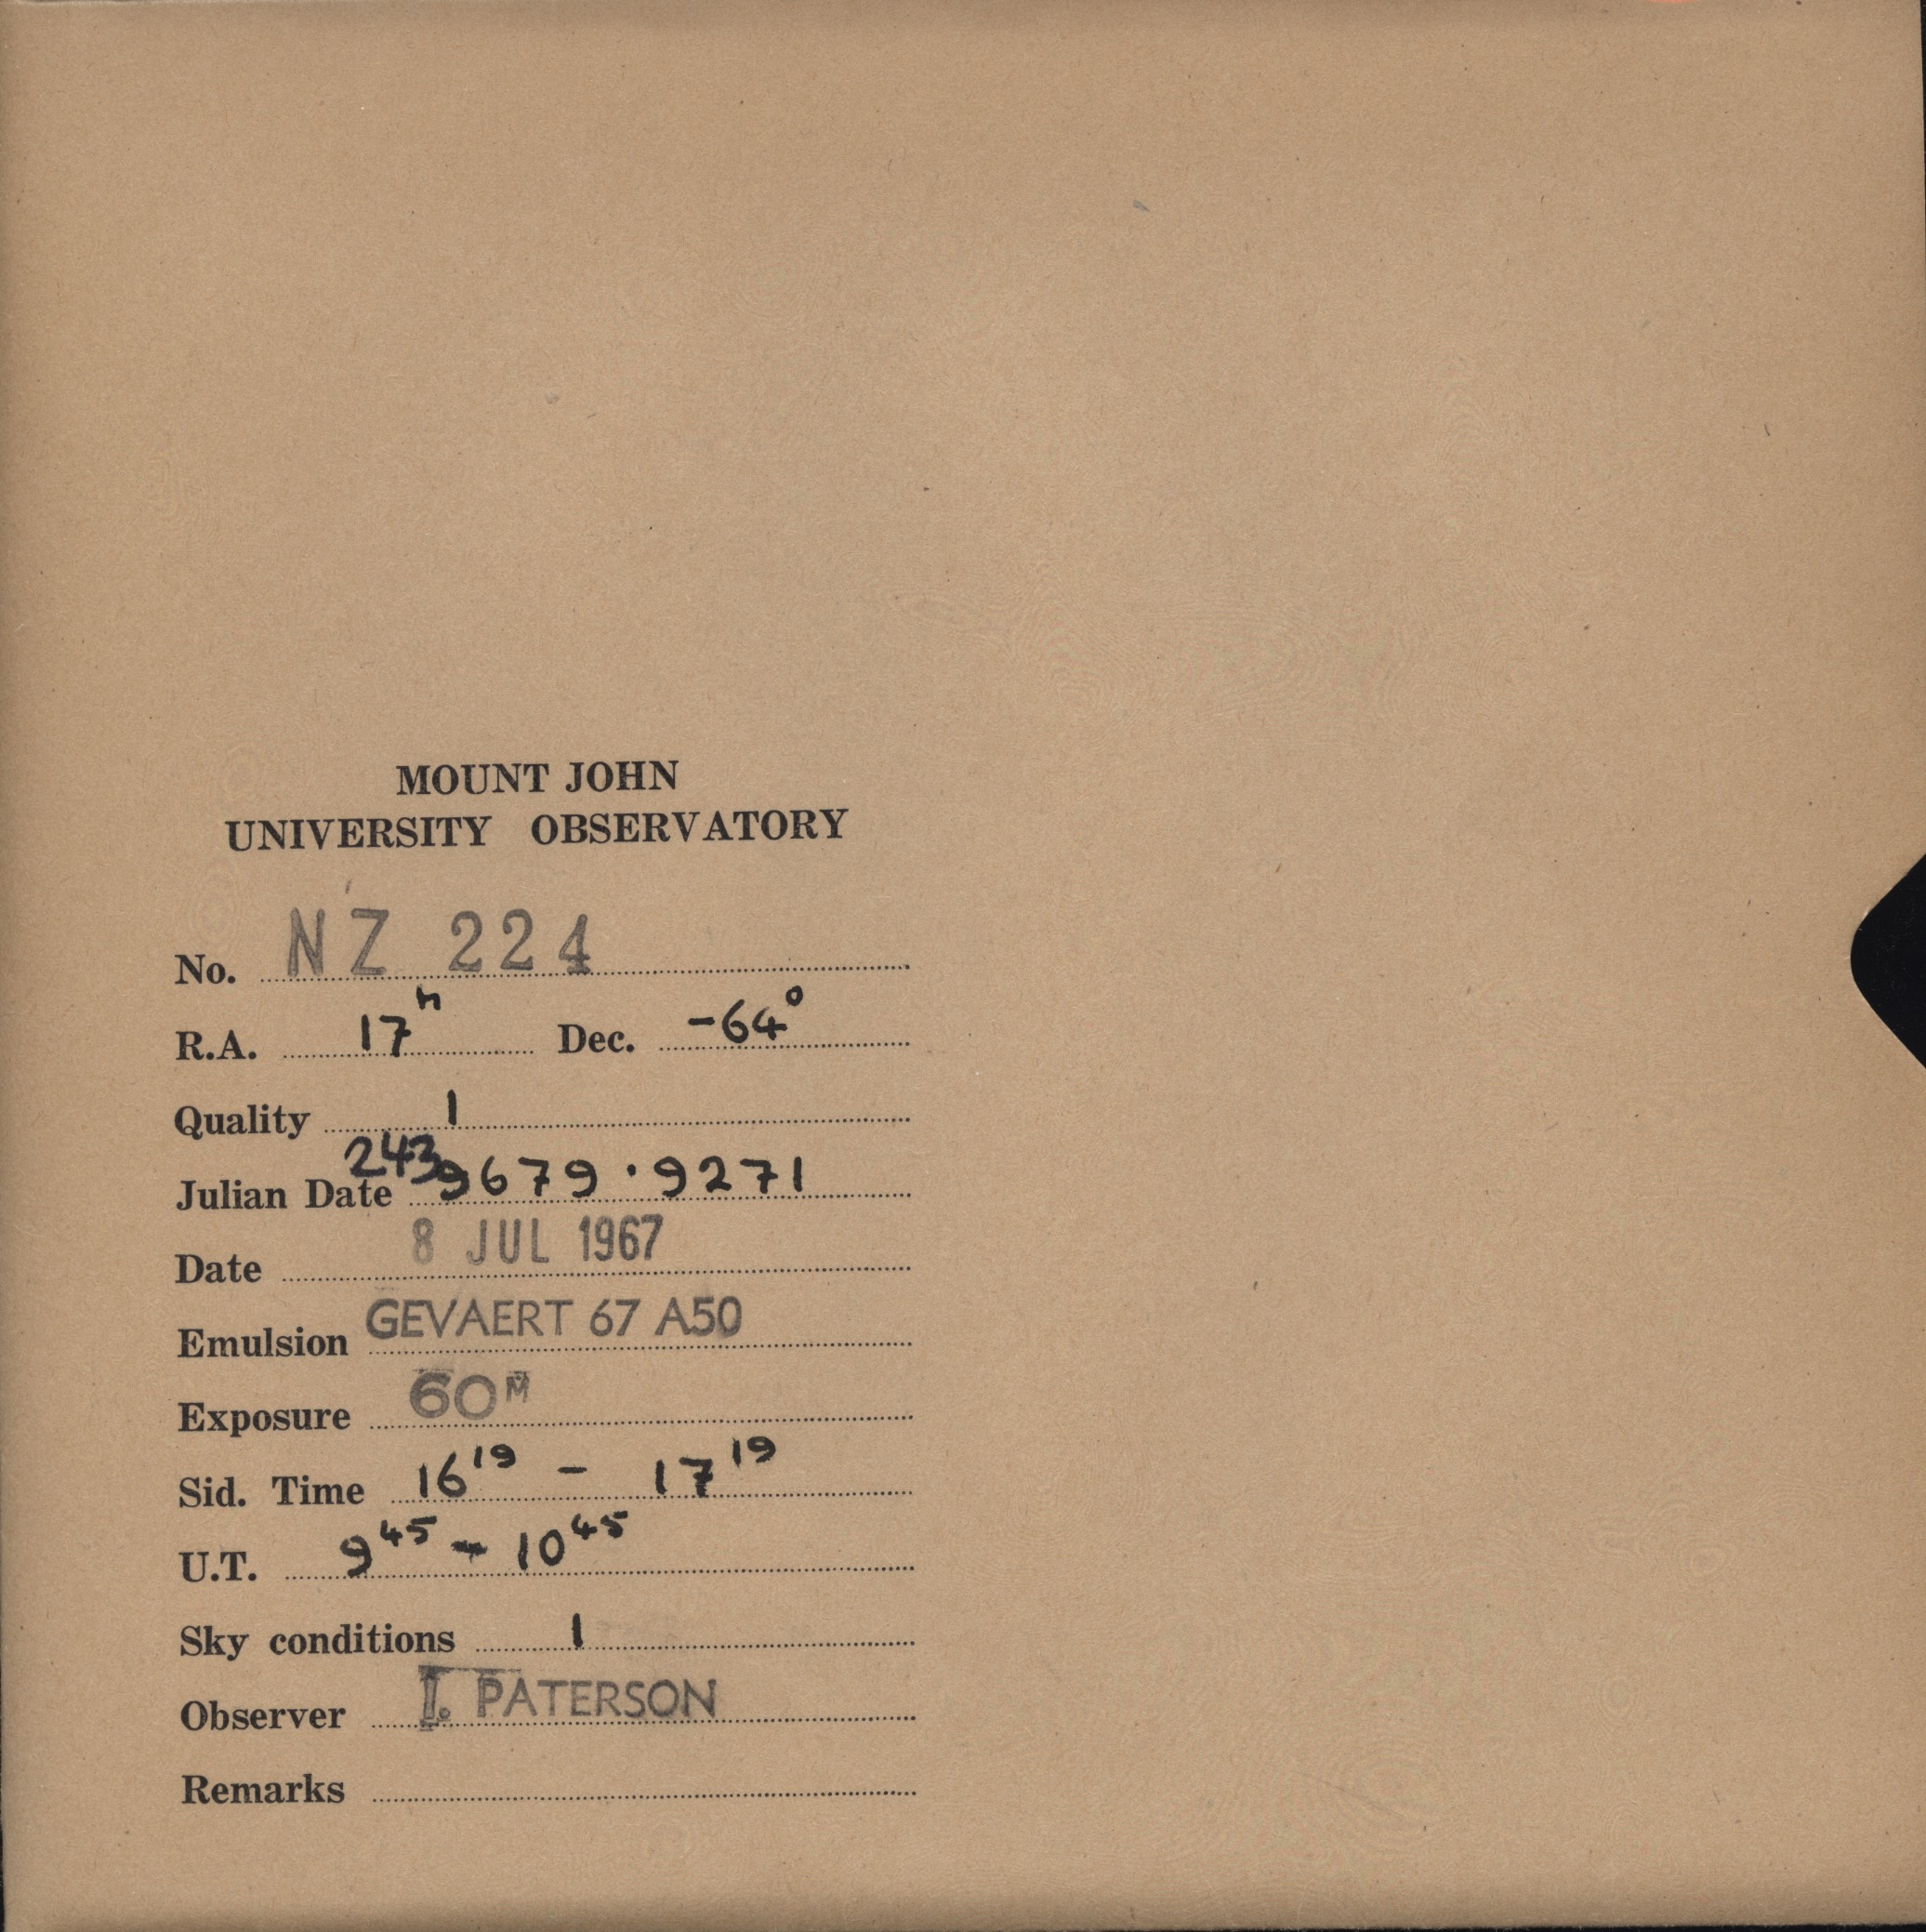 MOUNT JOHN
UNIVERSITY OBSERVATORY
No. NZ 224
R.A. 17ʰ Dec. -64°
Quality 1
Julian Date 2439679.9271
Date 8 JUL 1967
Emulsion GEVAERT 67 A50
Exposure 60ᴹ
Sid. Time 16¹⁹ - 17¹⁹
U.T. 9⁴⁵ - 10⁴⁵
Sky conditions 1
Observer I. PATERSON
Remarks